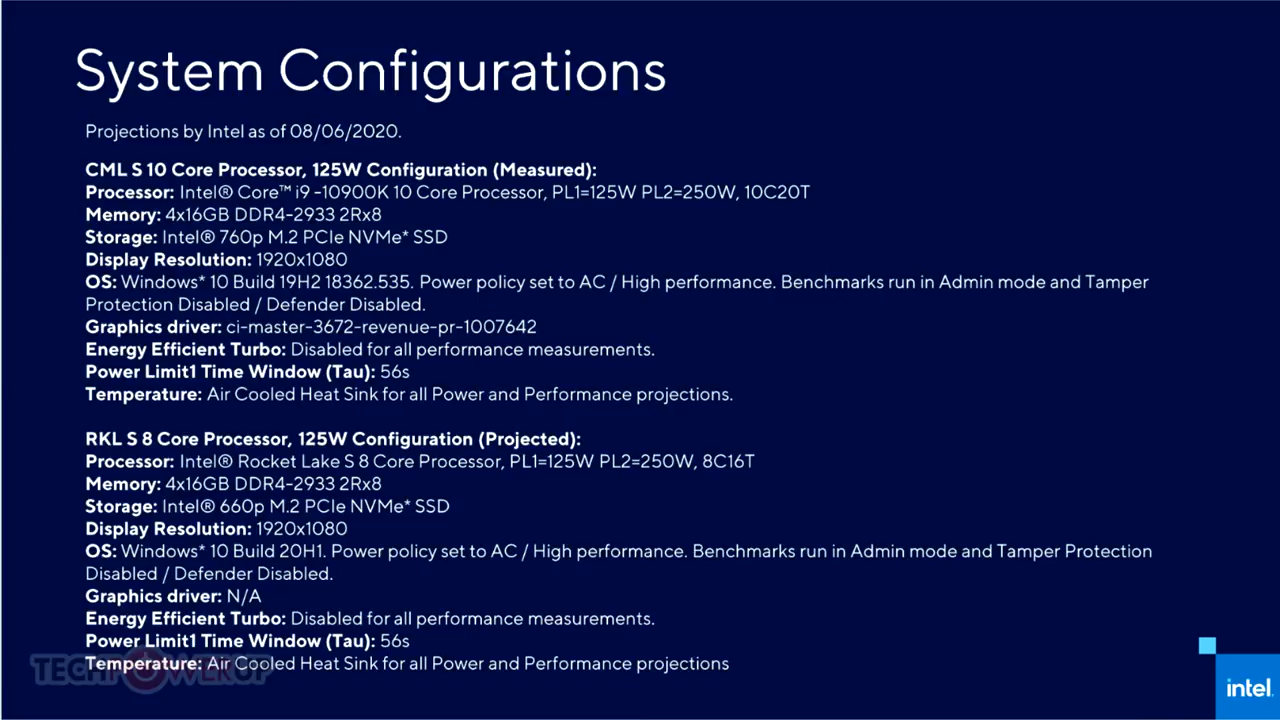 System Configurations
Projections by Intel as of 08/06/2020.
CML S 10 Core Processor, 125W Configuration (Measured):
Processor: Intel® Core™ i9 -10900K 10 Core Processor, PL1=125W PL2=250W, 10C20T
Memory: 4x16GB DDR4-2933 2Rx8
Storage: Intel® 760p M.2 PCIe NVMe* SSD
Display Resolution: 1920x1080
OS: Windows* 10 Build 19H2 18362.535. Power policy set to AC / High performance. Benchmarks run in Admin mode and Tamper
Protection Disabled / Defender Disabled.
Graphics driver: ci-master-3672-revenue-pr-1007642
Energy Efficient Turbo: Disabled for all performance measurements.
Power Limit1 Time Window (Tau): 56s
Temperature: Air Cooled Heat Sink for all Power and Performance projections.
RKL S 8 Core Processor, 125W Configuration (Projected):
Processor: Intel® Rocket Lake S 8 Core Processor, PL1=125W PL2=250W, 8C16T
Memory: 4x16GB DDR4-2933 2Rx8
Storage: Intel® 660p M.2 PCIe NVMe* SSD
Display Resolution: 1920x1080
OS: Windows* 10 Build 20H1. Power policy set to AC / High performance. Benchmarks run in Admin mode and Tamper Protection
Disabled / Defender Disabled.
Graphics driver: N/A
Energy Efficient Turbo: Disabled for all performance measurements.
Power Limit1 Time Window (Tau): 56s
Temperature: Air Cooled Heat Sink for all Power and Performance projections
TECHPOWERUP
intel.